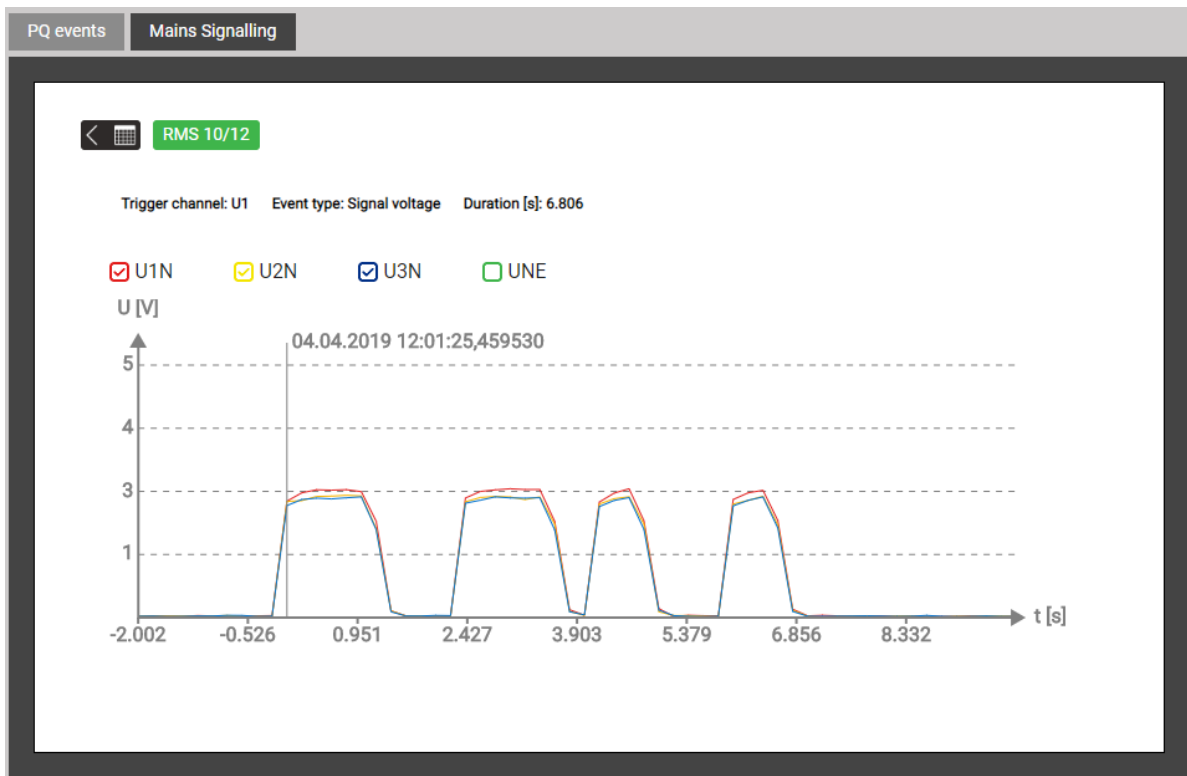 PQ events Mains Signalling
RMS 10/12
Trigger channel: U1 Event type: Signal voltage Duration [s]: 6.806
U1N U2N U3N UNE
U [V]
04.04.2019 12:01:25,459530
5
4
3
1
t [s]
-2.002 -0.526 0.951 2.427 3.903 5.379 6.856 8.332